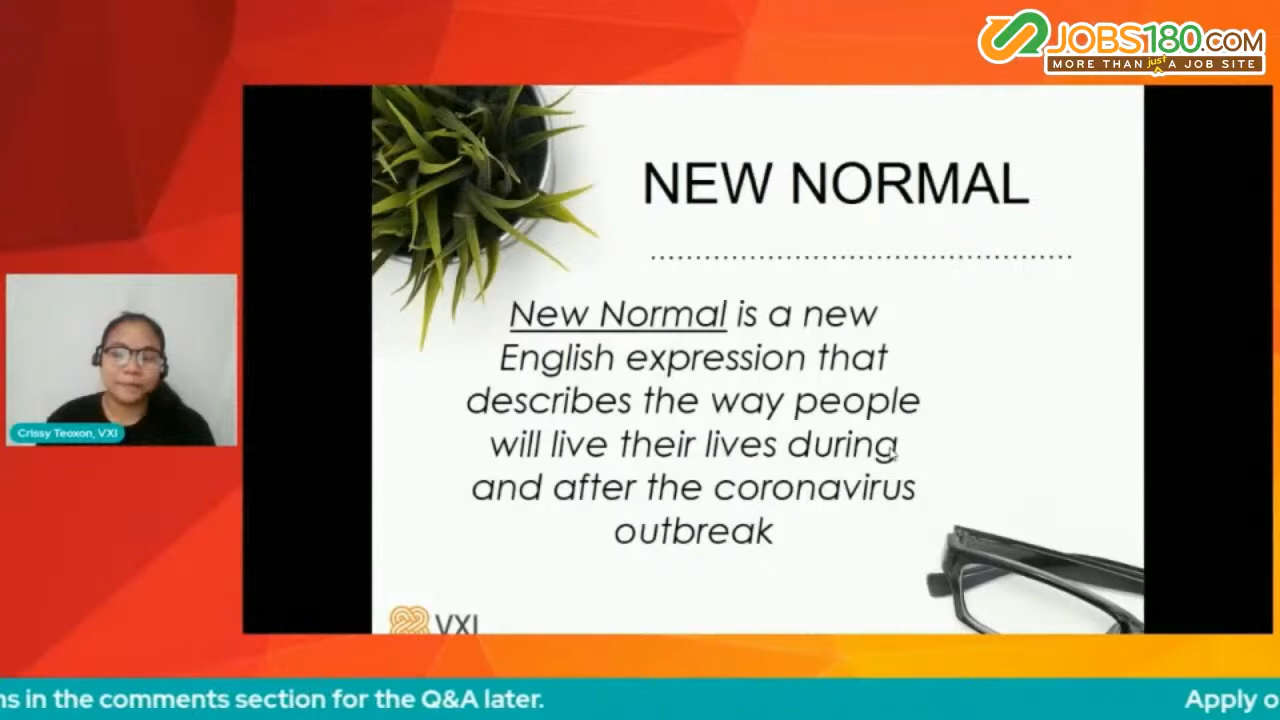 JOBS180.COM
MORE THAN just A JOB SITE
NEW NORMAL
New Normal is a new
English expression that
describes the way people
will live their lives during
and after the coronavirus
outbreak
Crissy Teoxon, VXI
VXI
ns in the comments section for the Q&A later.
Apply o